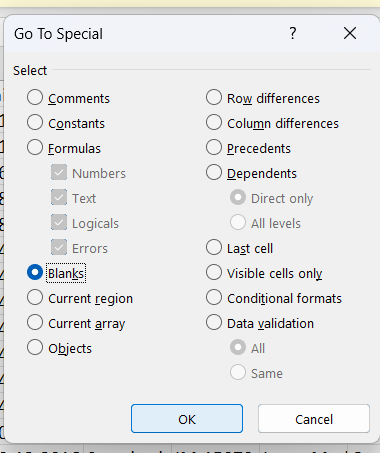 Go To Special
?
Select
Comments
Constants
Formulas
Numbers
Text
Logicals
Errors
Blanks
Current region
Current array
Objects
Row differences
Column differences
Precedents
Dependents
Direct only
All levels
Last cell
Visible cells only
Conditional formats
Data validation
All
Same
OK
Cancel